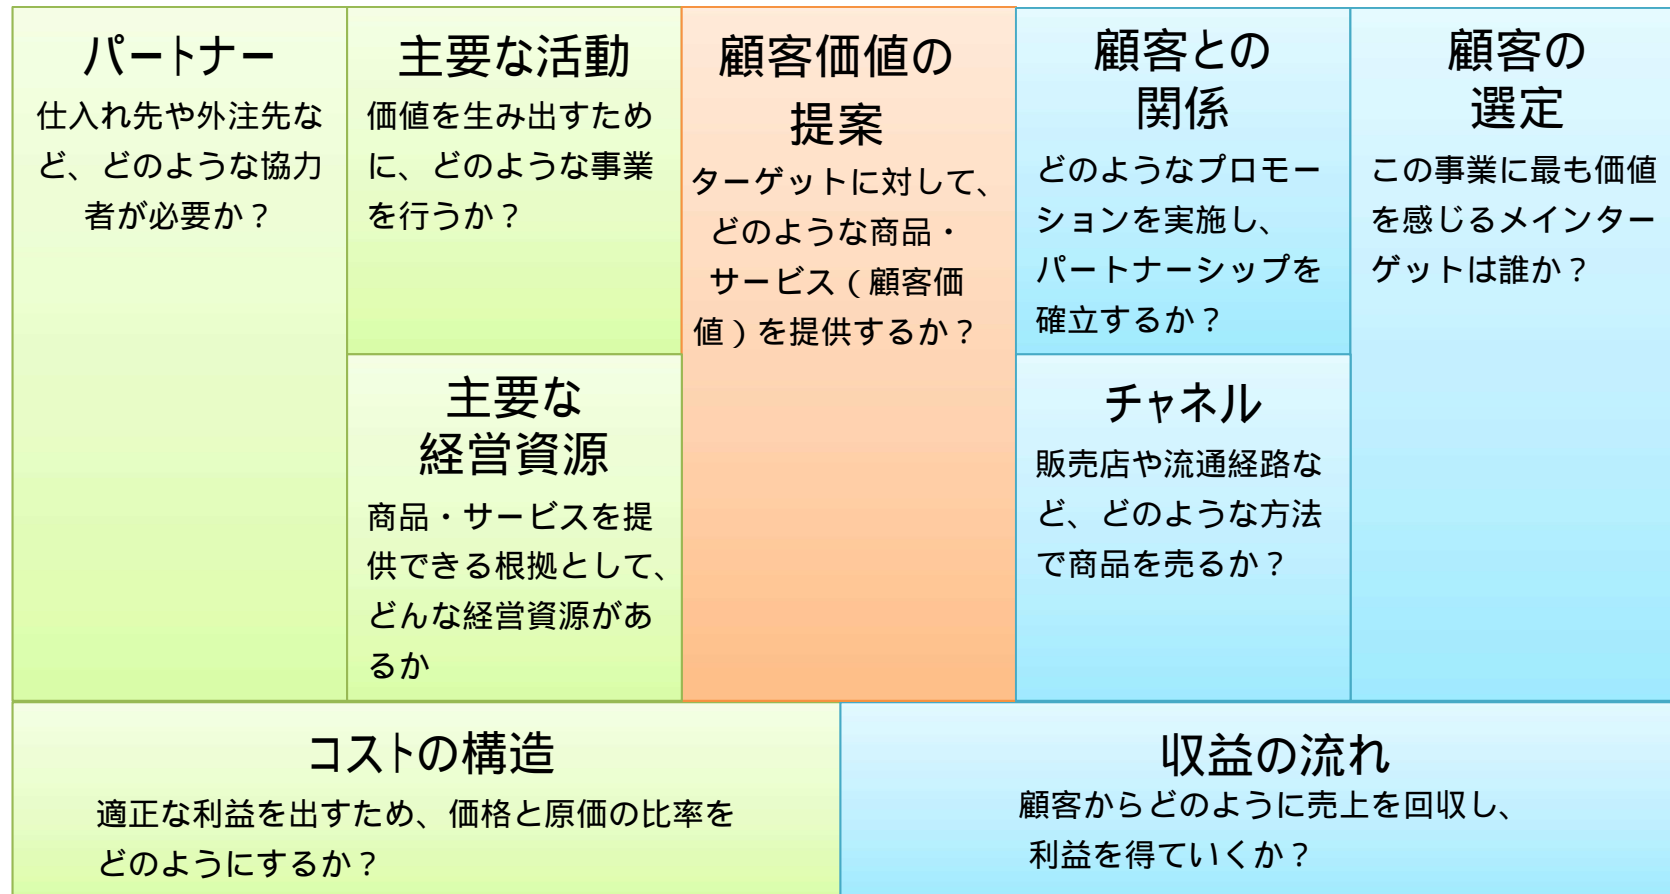 パートナー
仕入れ先や外注先な
ど、どのような協力
者が必要か？
主要な活動
価値を生み出すため
に、どのような事業
を行うか？
主要な
経営資源
商品・サービスを提
供できる根拠として、
どんな経営資源があ
るか
顧客価値の
提案
ターゲットに対して、
どのような商品・
サービス（顧客価
値）を提供するか？
顧客との
関係
どのようなプロモー
ションを実施し、
パートナーシップを
確立するか？
チャネル
販売店や流通経路な
ど、どのような方法
で商品を売るか？
顧客の
選定
この事業に最も価値
を感じるメインター
ゲットは誰か？
コストの構造
適正な利益を出すため、価格と原価の比率を
どのようにするか？
収益の流れ
顧客からどのように売上を回収し、
利益を得ていくか？